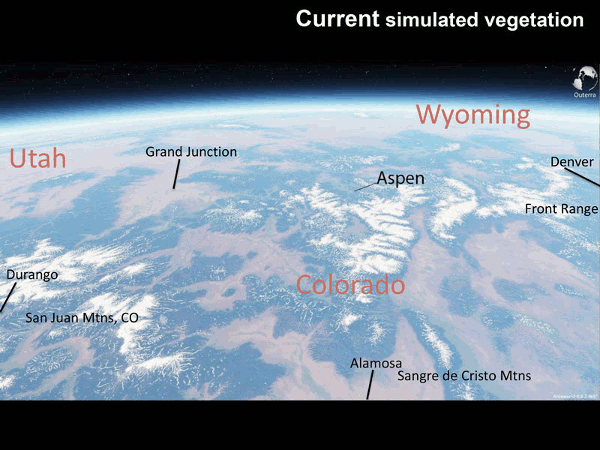 Current simulated vegetation
Outerra
Wyoming
Utah
Grand Junction
Denver
Aspen
Front Range
Durango
Colorado
San Juan Mtns, CO
Alamosa
Sangre de Cristo Mtns